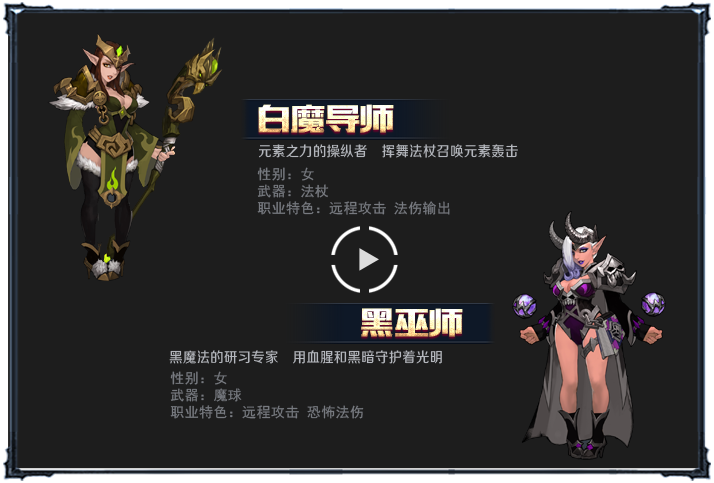 白魔导师
元素之力的操纵者 挥舞法杖召唤元素轰击
性别：女
武器：法杖
职业特色：远程攻击 法伤输出
黑巫师
黑魔法的研习专家 用血腥和黑暗守护着光明
性别：女
武器：魔球
职业特色：远程攻击 恐怖法伤